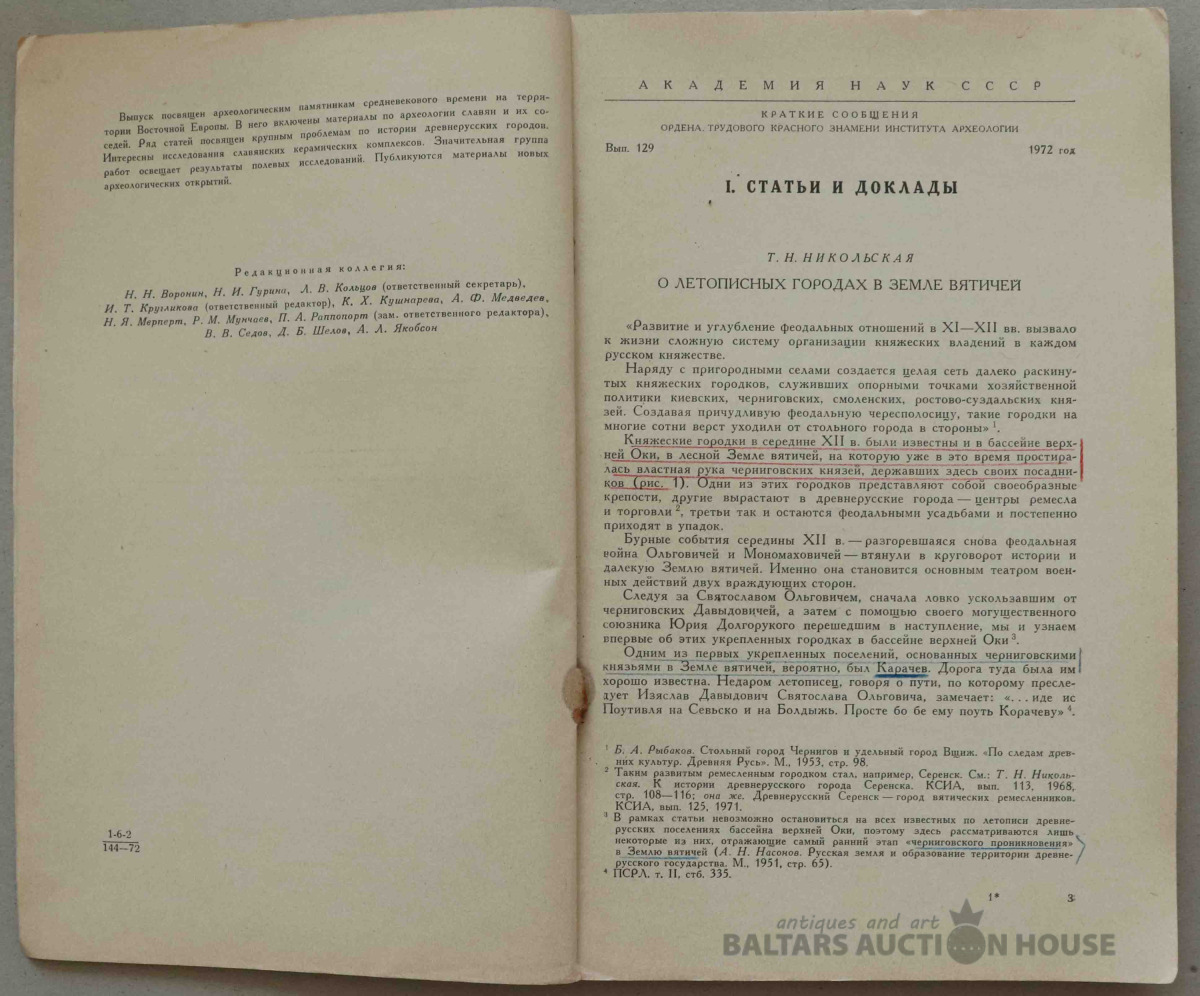 Выпуск посвящен археологическим памятникам средневекового времени на терри-
тории Восточной Европы. В него включены материалы по археологии славян и их со-
седей. Ряд статей посвящен крупным проблемам по истории древнерусских городов.
Интересны исследования славянских керамических комплексов. Значительная группа
работ освещает результаты полевых исследований. Публикуются материалы новых
археологических открытий.
Редакционная коллегия:
Н. Н. Воронин, Н. И. Гурина, Л. В. Кольцов (ответственный секретарь),
И. Т. Кругликова (ответственный редактор), К. Х. Кушнарева, А. Ф. Медведев,
Н. Я. Мерперт, Р. М. Мунчаев, П. А. Раппопорт (зам. ответственного редактора),
В. В. Седов, Д. Б. Шелов, А. Л. Якобсон
1-6-2
144—72
АКАДЕМИЯ НАУК СССР
КРАТКИЕ СООБЩЕНИЯ
ОРДЕНА ТРУДОВОГО КРАСНОГО ЗНАМЕНИ ИНСТИТУТА АРХЕОЛОГИИ
Вып. 129 1972 год
I. СТАТЬИ И ДОКЛАДЫ
Т. Н. НИКОЛЬСКАЯ
О ЛЕТОПИСНЫХ ГОРОДАХ В ЗЕМЛЕ ВЯТИЧЕЙ
«Развитие и углубление феодальных отношений в XI—XII вв. вызвало
к жизни сложную систему организации княжеских владений в каждом
русском княжестве.
Наряду с пригородными селами создается целая сеть далеко раскину-
тых княжеских городков, служивших опорными точками хозяйственной
политики киевских, черниговских, смоленских, ростово-суздальских кня-
зей. Создавая причудливую феодальную чересполосицу, такие городки на
многие сотни верст уходили от стольного города в стороны» 1.
Княжеские городки в середине XII в. были известны и в бассейне верх-
ней Оки, в лесной Земле вятичей, на которую уже в это время простира-
лась властная рука черниговских князей, державших здесь своих посадни-
ков (рис. 1). Одни из этих городков представляют собой своеобразные
крепости, другие вырастают в древнерусские города — центры ремесла
и торговли 2, третьи так и остаются феодальными усадьбами и постепенно
приходят в упадок.
Бурные события середины XII в. — разгоревшаяся снова феодальная
война Ольговичей и Мономаховичей — втянули в круговорот истории и
далекую Землю вятичей. Именно она становится основным театром воен-
ных действий двух враждующих сторон.
Следуя за Святославом Ольговичем, сначала ловко ускользавшим от
черниговских Давыдовичей, а затем с помощью своего могущественного
союзника Юрия Долгорукого перешедшим в наступление, мы и узнаем
впервые об этих укрепленных городках в бассейне верхней Оки 3.
Одним из первых укрепленных поселений, основанных черниговскими
князьями в Земле вятичей, вероятно, был Карачев. Дорога туда была им
хорошо известна. Недаром летописец, говоря о пути, по которому пресле-
дует Изяслав Давыдович Святослава Ольговича, замечает: «...иде ис
Поутивля на Севьско и на Болдыжь. Просте бо бе ему поуть Корачеву» 4.
1 Б. А. Рыбаков. Стольный город Чернигов и удельный город Вщиж. «По следам древ-
них культур. Древняя Русь». М., 1953, стр. 98.
2 Таким развитым ремесленным городком стал, например, Серенск. См.: Т. Н. Николь-
ская. К истории древнерусского города Серенска. КСИА, вып. 113, 1968,
стр. 108—116; она же. Древнерусский Серенск — город вятических ремесленников.
КСИА, вып. 125, 1971.
3 В рамках статьи невозможно остановиться на всех известных по летописи древне-
русских поселениях бассейна верхней Оки, поэтому здесь рассматриваются лишь
некоторые из них, отражающие самый ранний этап «черниговского проникновения»
в Землю вятичей (А. Н. Насонов. Русская земля и образование территории древне-
русского государства. М., 1951, стр. 65).
4 ПСРЛ, т. II, стб. 335.
1* 3
antiques and art
BALTARS AUCTION HOUSE